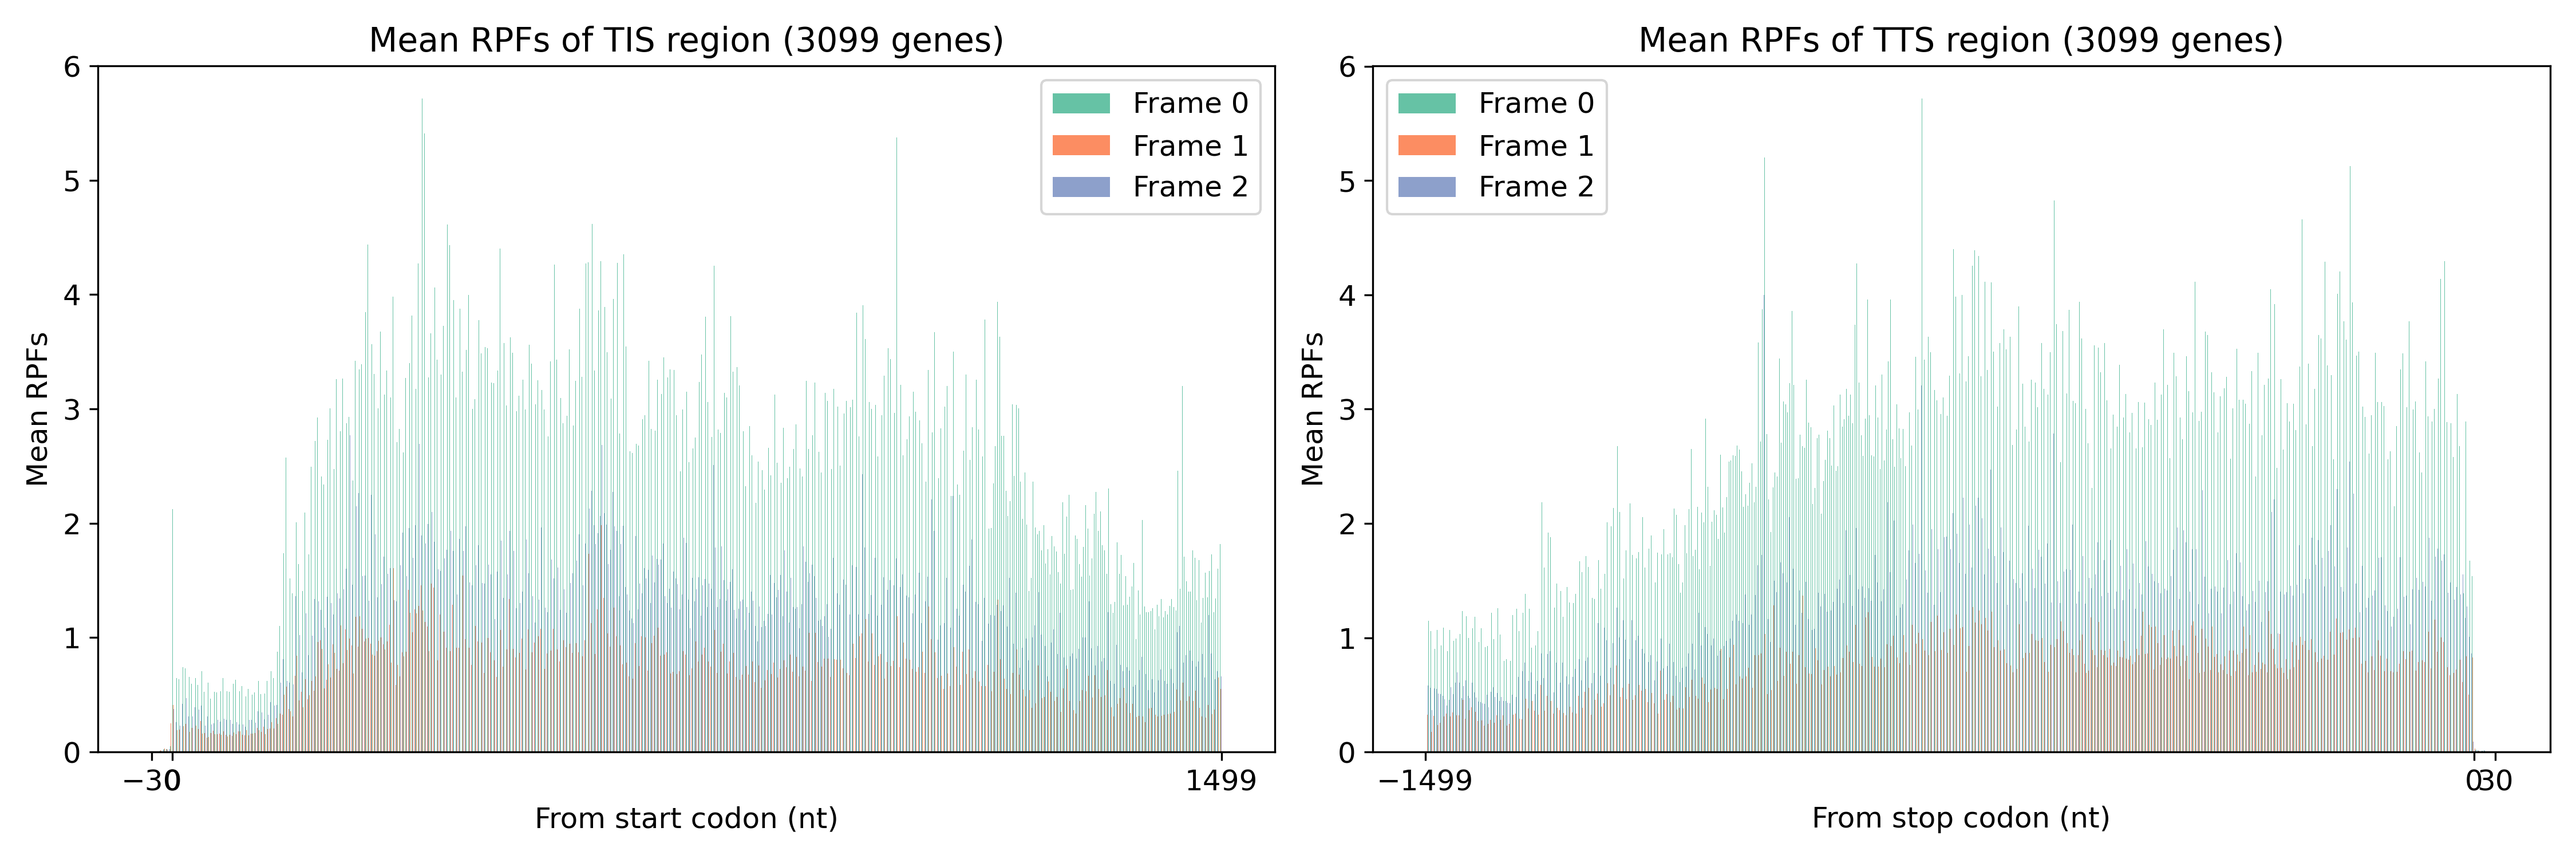 Mean RPFs of TIS region (3099 genes)
6
5
4
3
2
1
0
Mean RPFs
Frame 0
Frame 1
Frame 2
−30
0
1499
From start codon (nt)
Mean RPFs of TTS region (3099 genes)
6
5
4
3
2
1
0
Mean RPFs
Frame 0
Frame 1
Frame 2
−1499
0
30
From stop codon (nt)